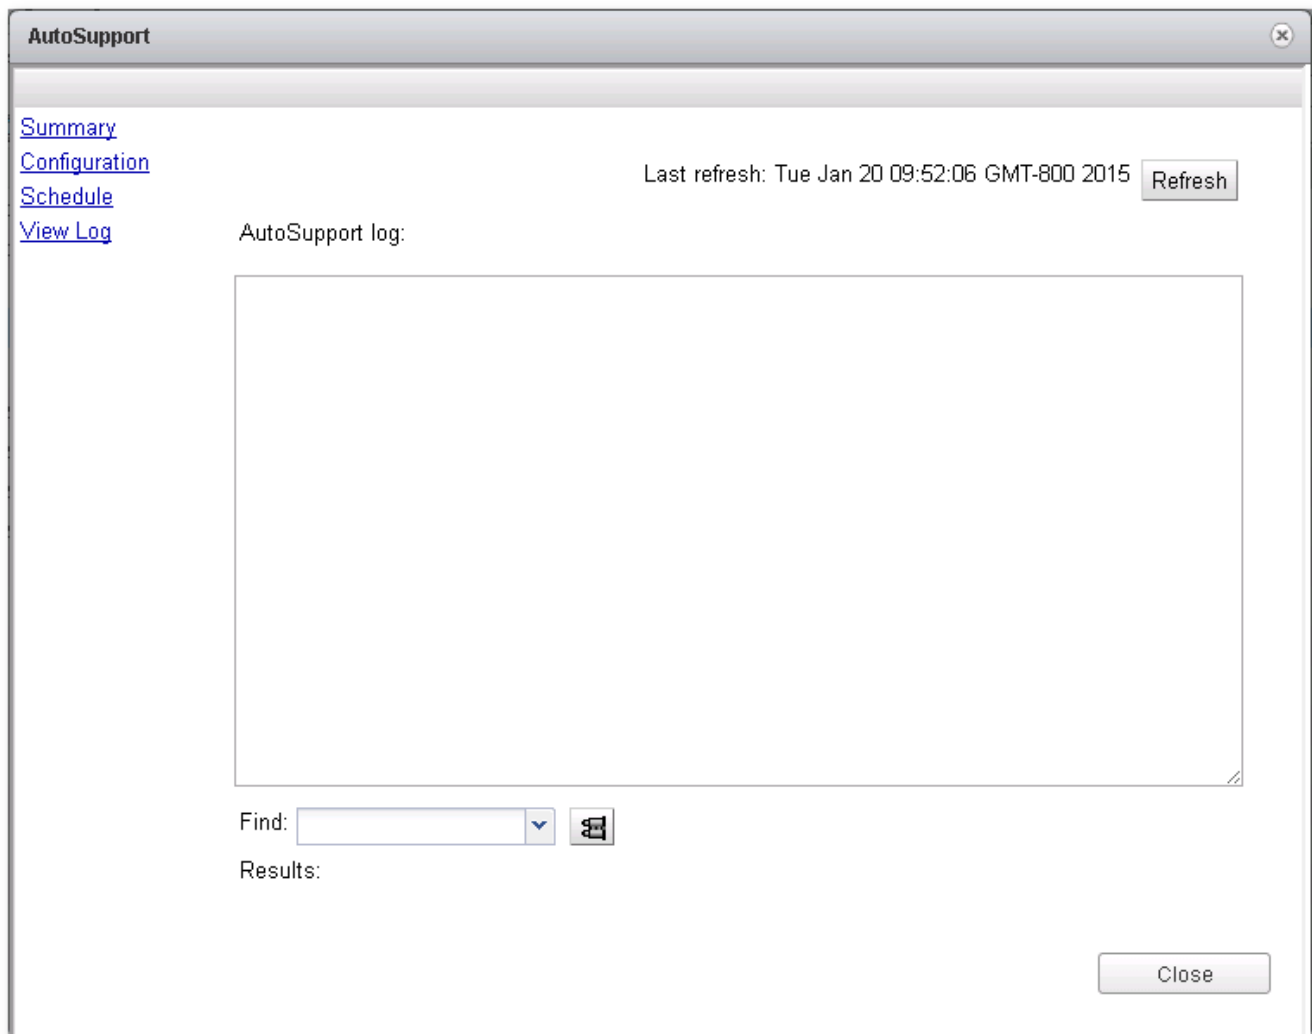 AutoSupport
Summary
Configuration
Schedule
View Log
Last refresh: Tue Jan 20 09:52:06 GMT-800 2015
Refresh
AutoSupport log:
Find:
Results:
Close